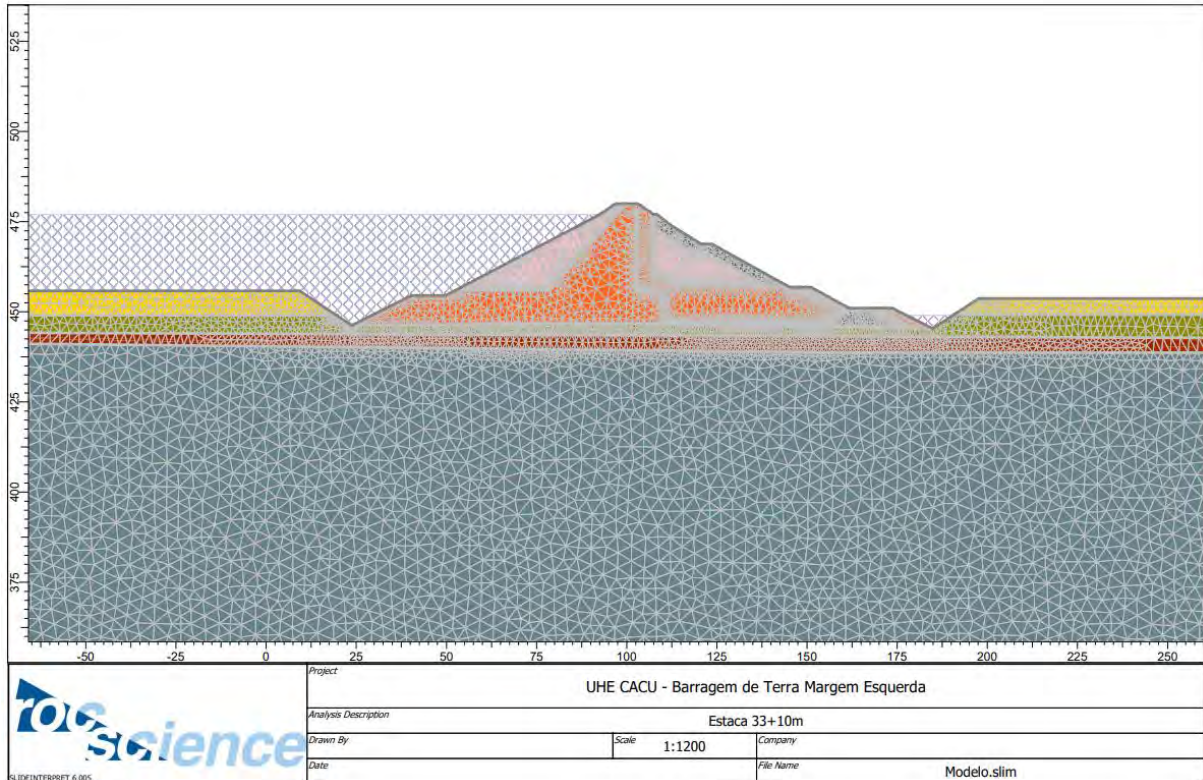 525
500
475
450
425
400
375
-50 -25 0 25 50 75 100 125 150 175 200 225 250
rocscience
SLIDEINTERPRET 6.005
Project
UHE CACU - Barragem de Terra Margem Esquerda
Analysis Description
Estaca 33+10m
Drawn By
Scale
1:1200
Company
Date
File Name
Modelo.slim